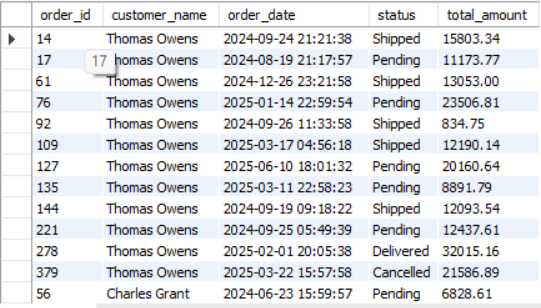 order_id customer_name order_date status total_amount
14 Thomas Owens 2024-09-24 21:21:38 Shipped 15803.34
17 17 Thomas Owens 2024-08-19 21:17:57 Pending 11173.77
61 Thomas Owens 2024-12-26 23:21:58 Shipped 13053.00
76 Thomas Owens 2025-01-14 22:59:54 Pending 23506.81
92 Thomas Owens 2024-09-26 11:33:58 Shipped 834.75
109 Thomas Owens 2025-03-17 04:56:18 Shipped 12190.14
127 Thomas Owens 2025-06-10 18:01:32 Pending 20160.64
135 Thomas Owens 2025-03-11 22:58:23 Pending 8891.79
144 Thomas Owens 2024-09-19 09:18:22 Shipped 12093.54
221 Thomas Owens 2024-09-25 05:49:39 Pending 12437.61
278 Thomas Owens 2025-02-01 20:05:38 Delivered 32015.16
379 Thomas Owens 2025-03-22 15:57:58 Cancelled 21586.89
56 Charles Grant 2024-06-23 15:59:57 Pending 6828.61